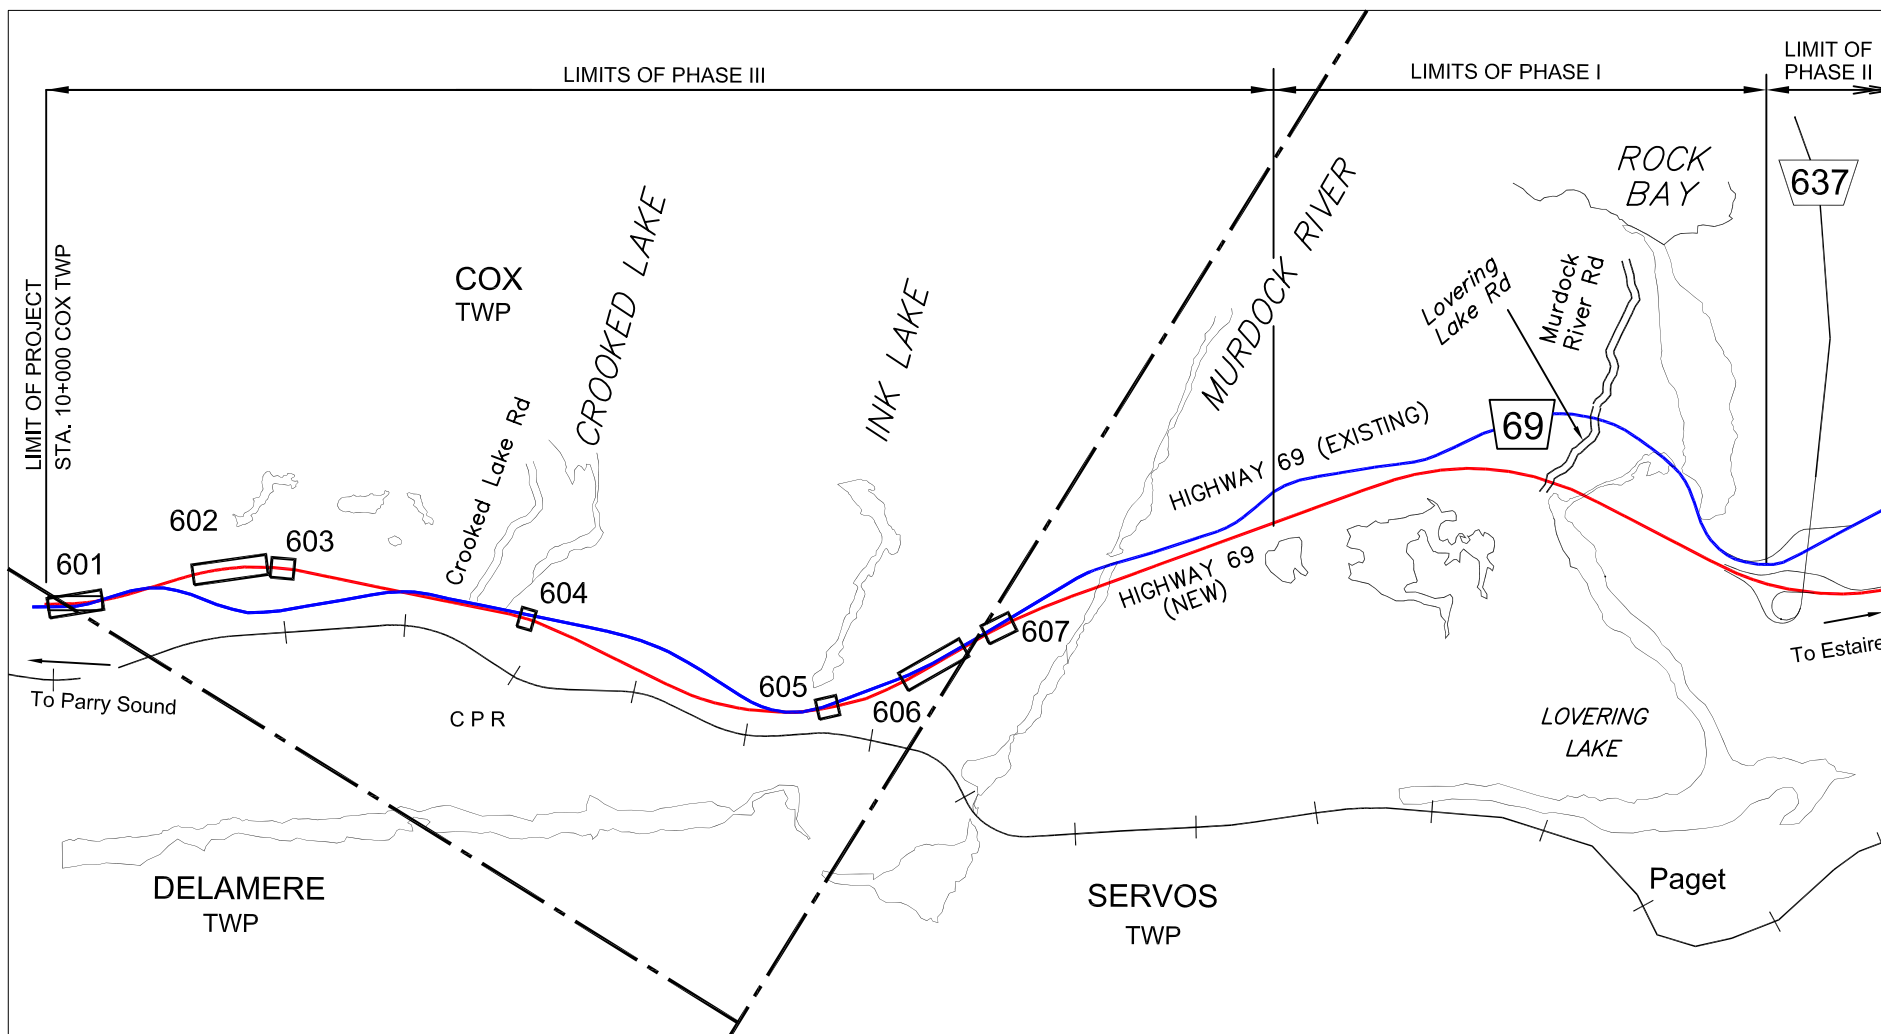 LIMITS OF PHASE III
LIMITS OF PHASE I
LIMIT OF
PHASE II
ROCK
BAY
637
LIMIT OF PROJECT
STA. 10+000 COX TWP
COX
TWP
CROOKED LAKE
INK LAKE
MURDOCK RIVER
Lovering
Lake Rd
Murdock
River Rd
Crooked Lake Rd
HIGHWAY 69 (EXISTING)
69
602
603
601
604
HIGHWAY 69
(NEW)
607
605
606
To Parry Sound
C P R
To Estaire
LOVERING
LAKE
DELAMERE
TWP
SERVOS
TWP
Paget